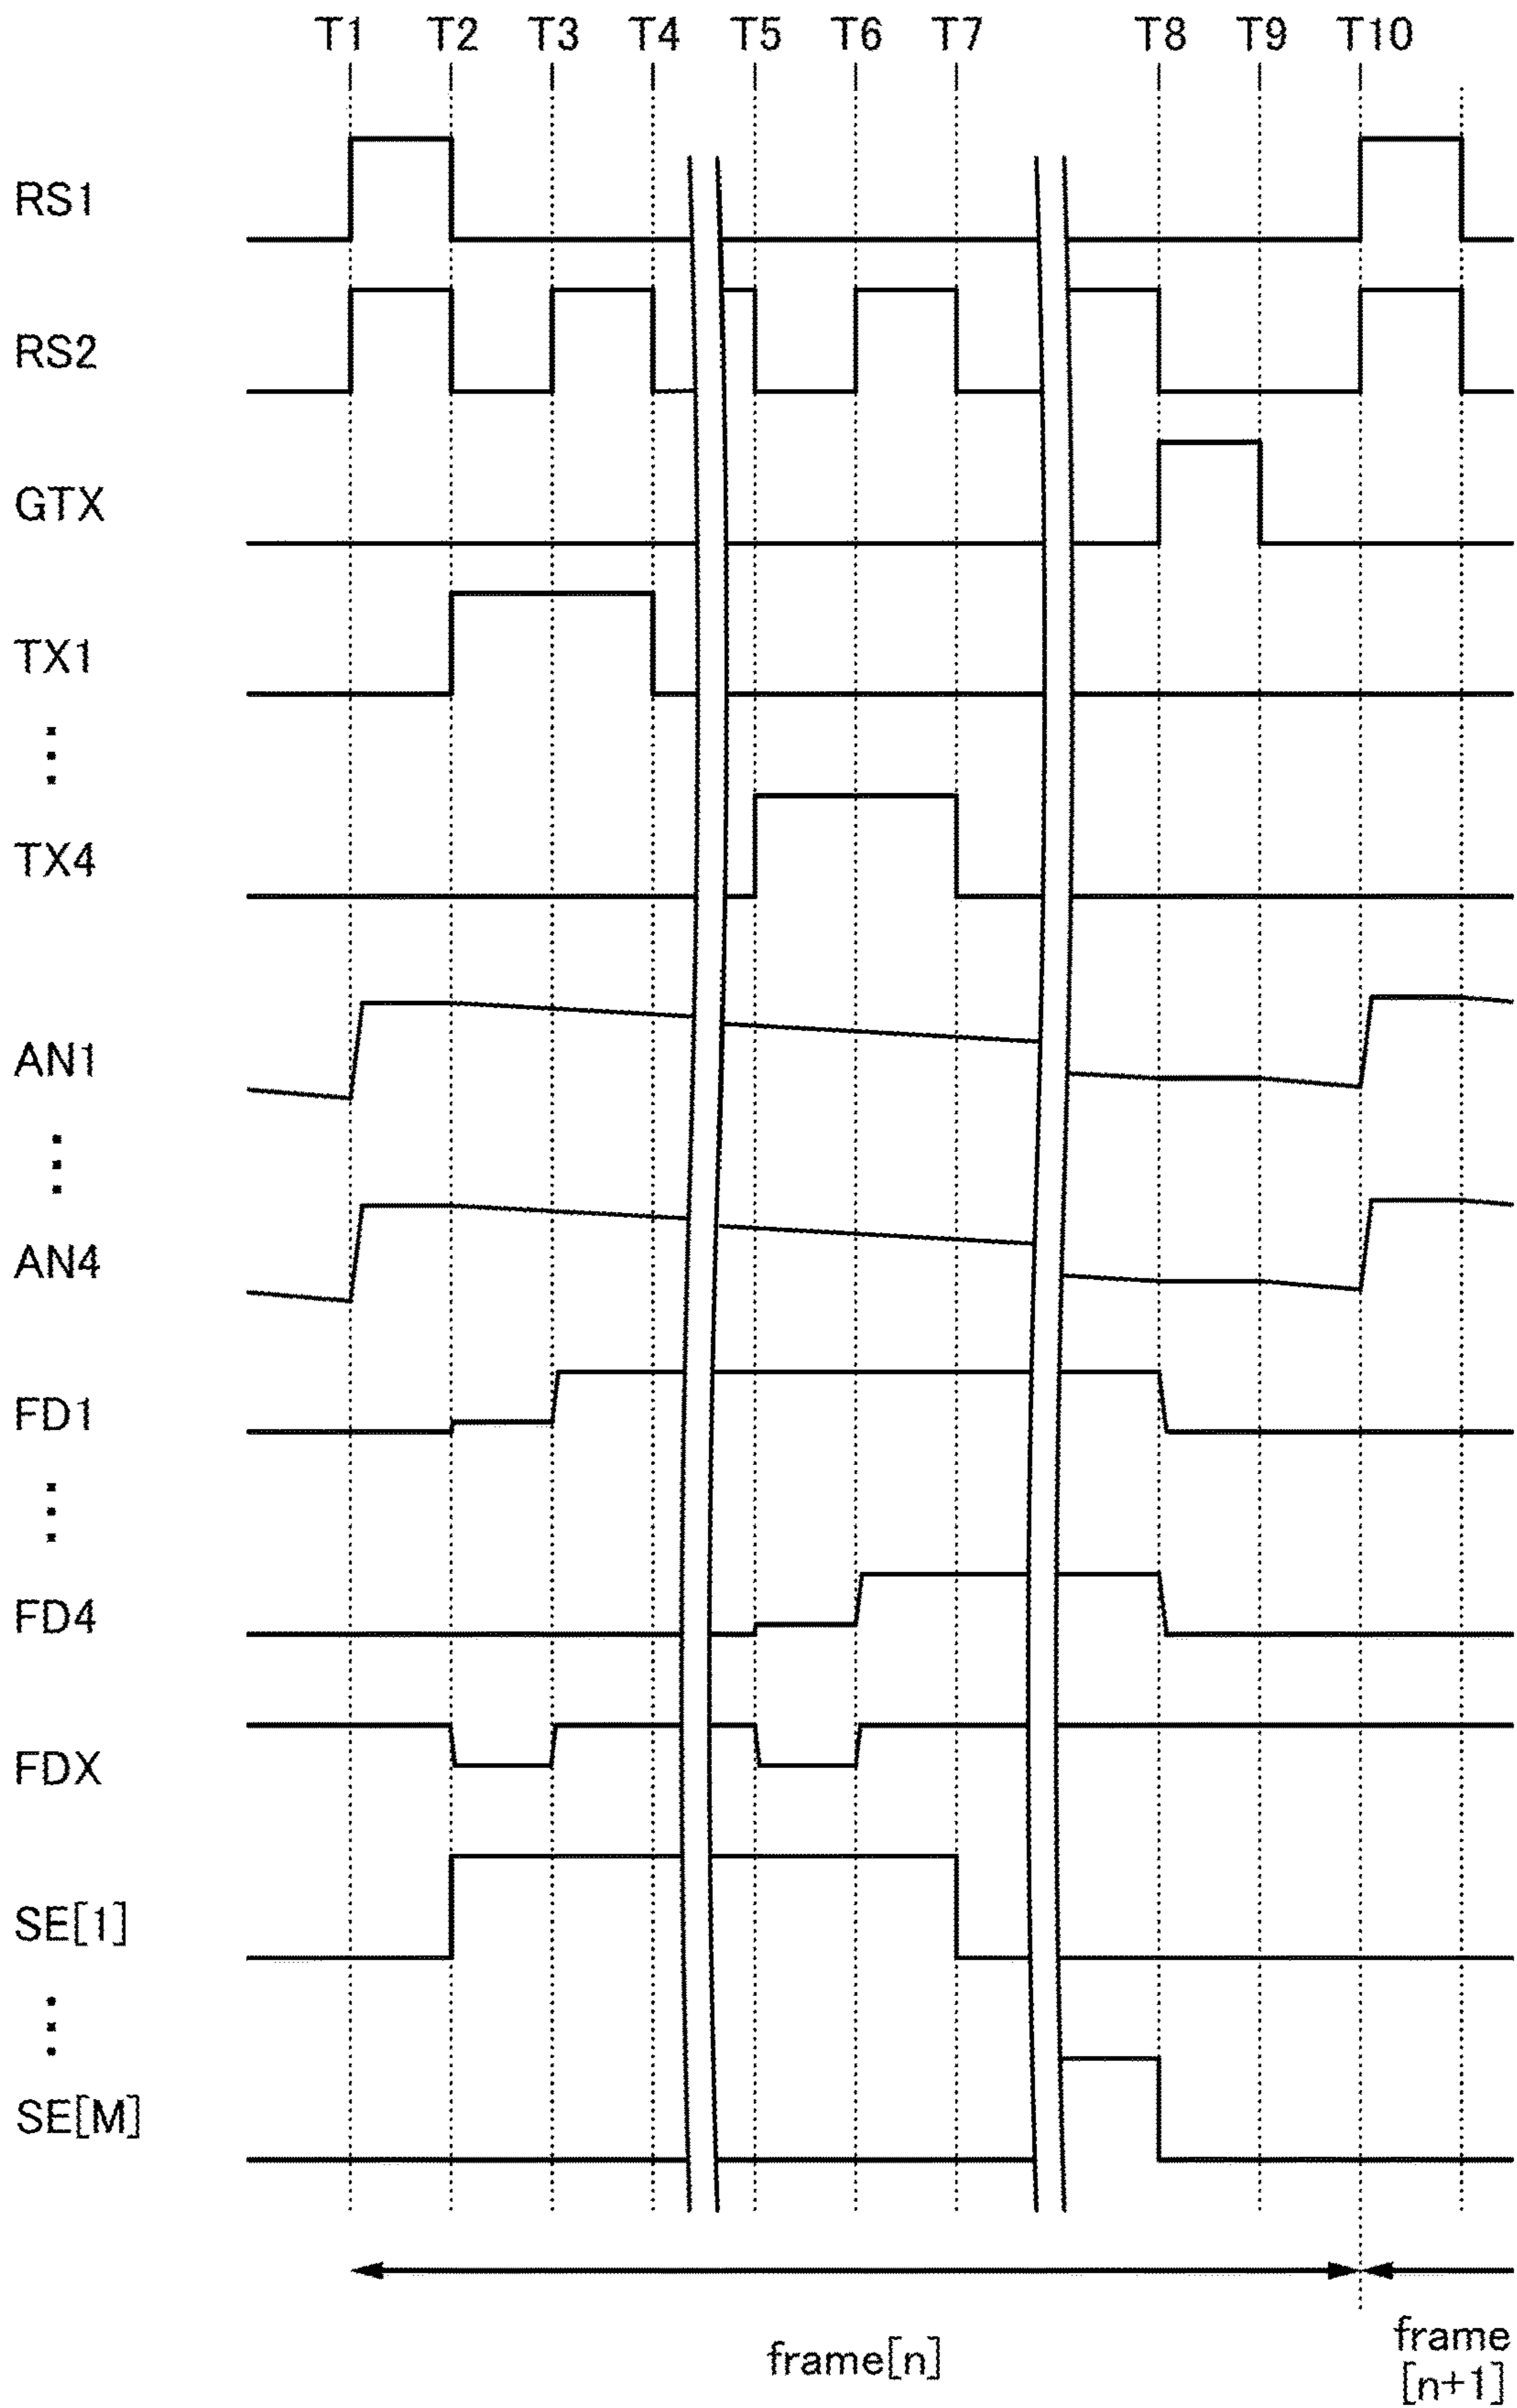 T1 T2 T3 T4 T5 T6 T7 T8 T9 T10
RS1
RS2
GTX
TX1
TX4
AN1
AN4
FD1
FD4
FDX
SE[1]
SE[M]
frame[n]
frame
[n+1]